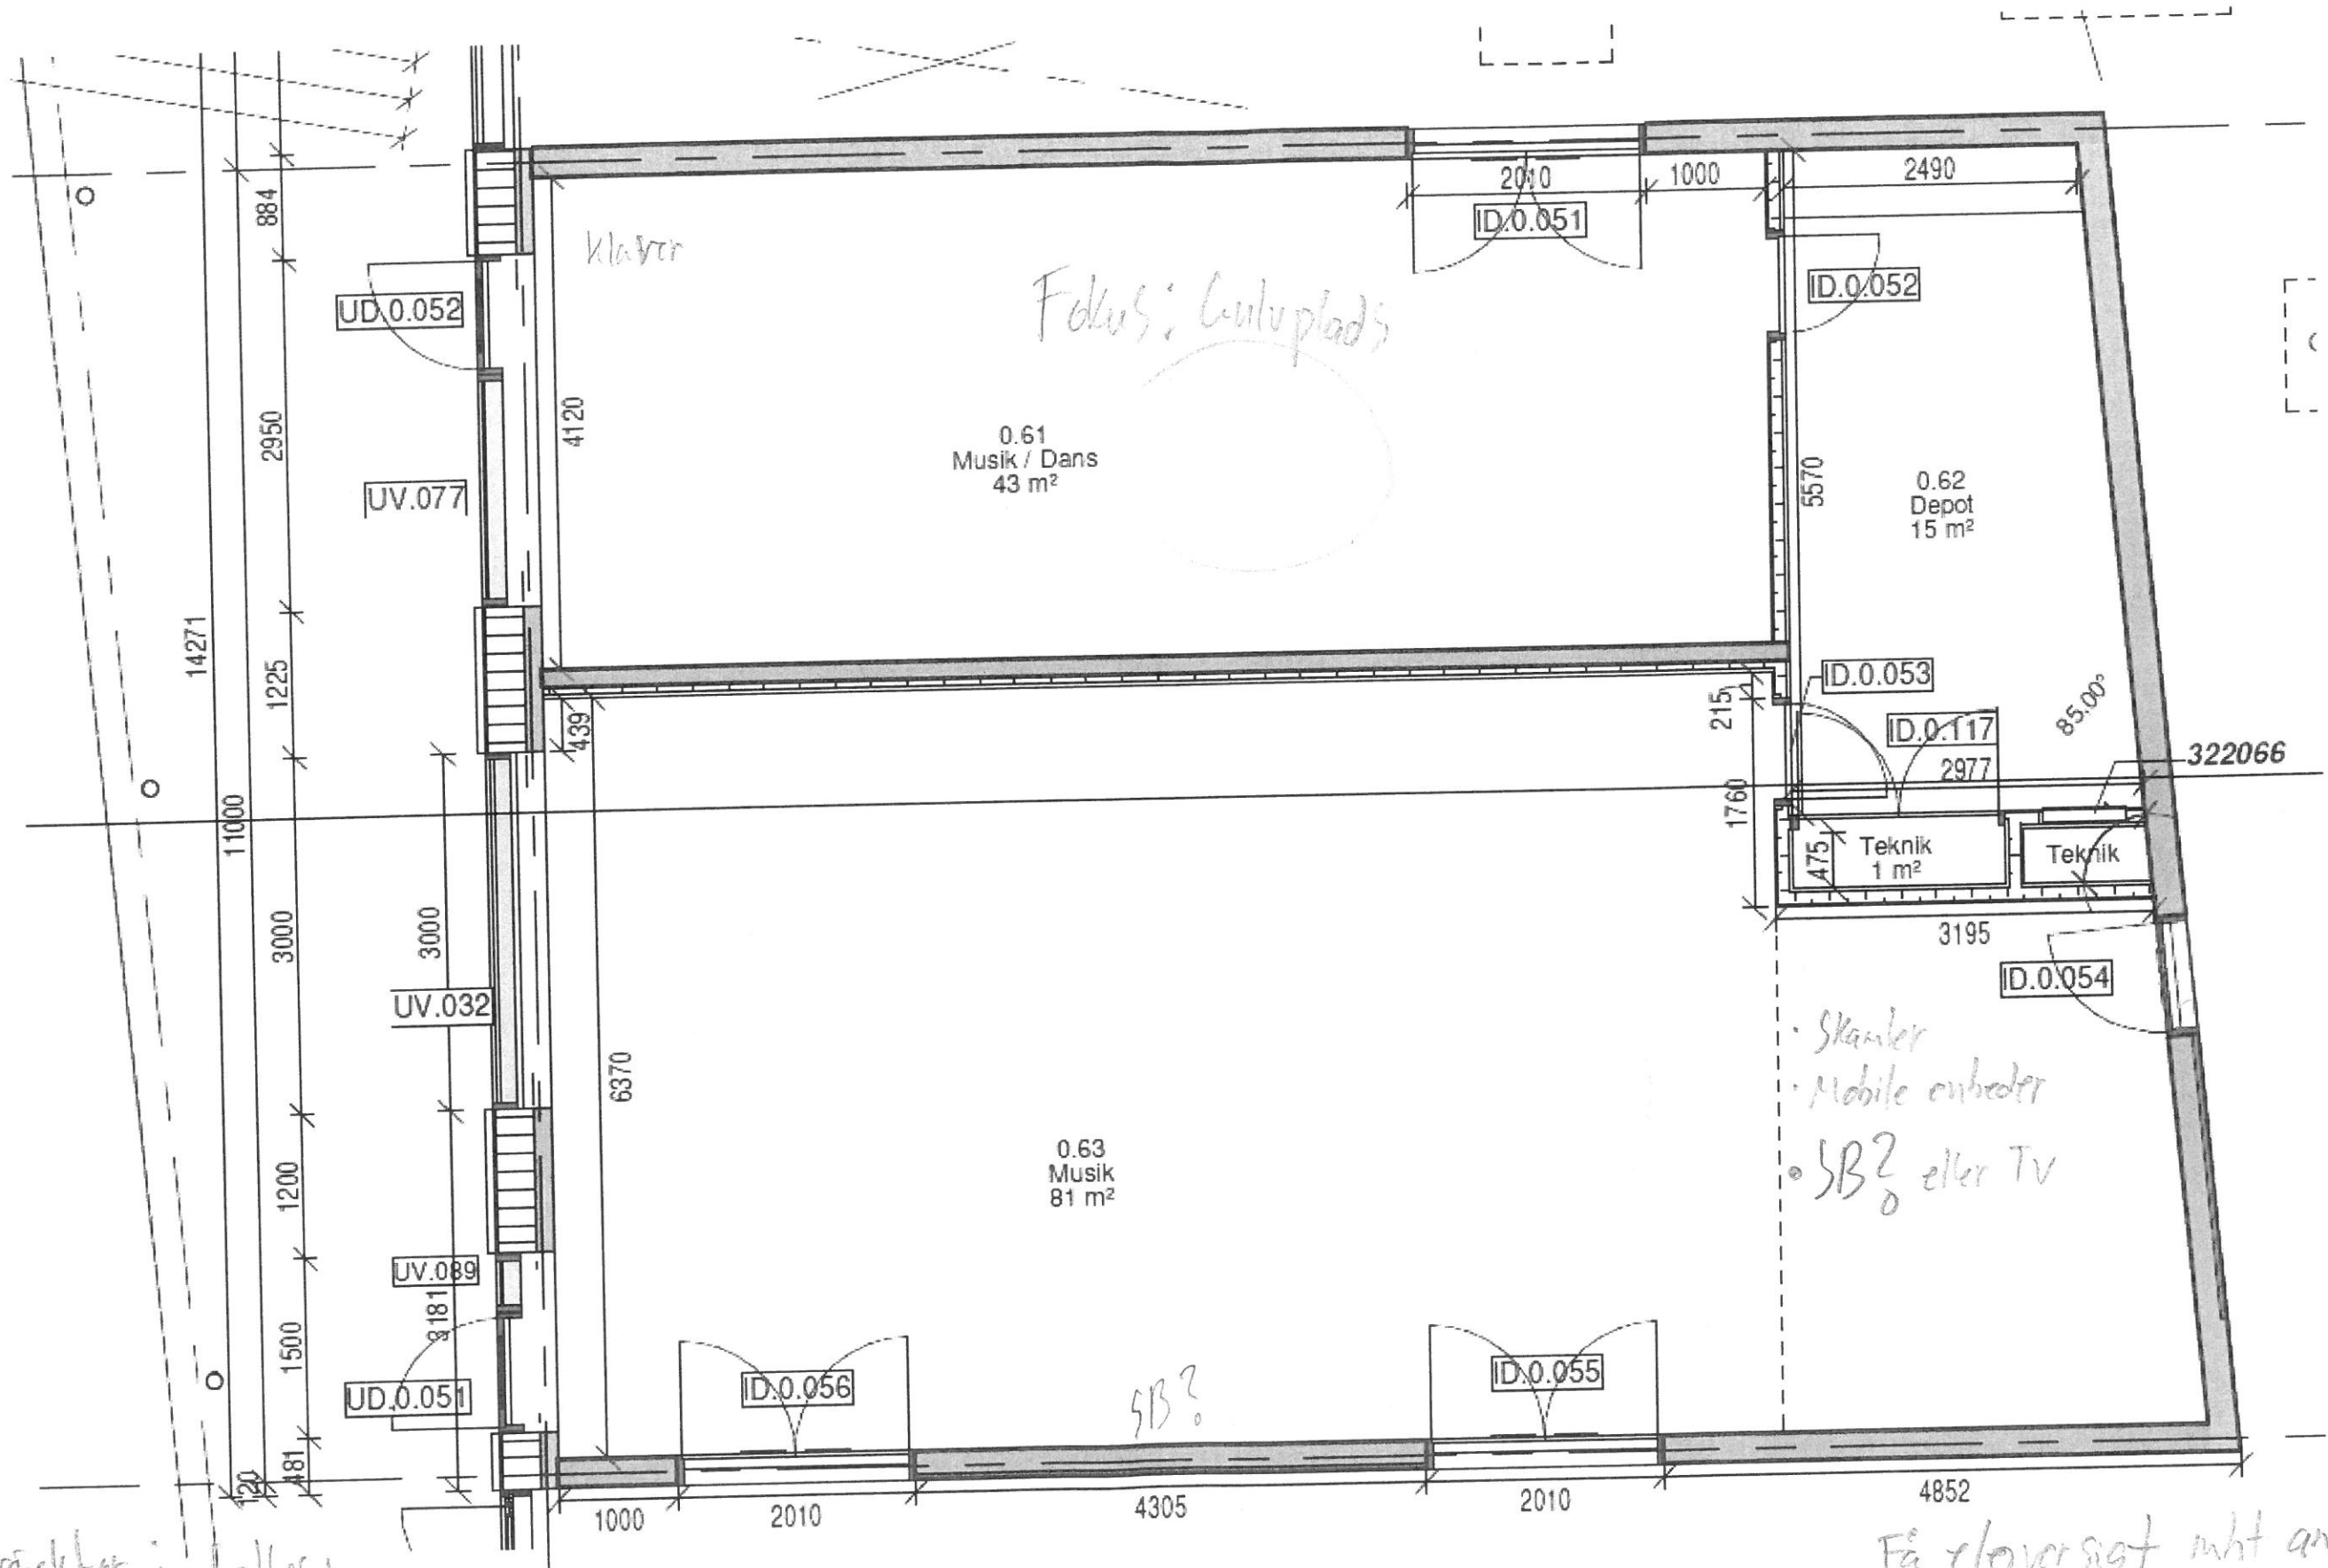 2010
1000
2490
ID.0.051
884
Klaver
Fokus: Gulvplads
UD.0.052
ID.0.052
2950
4120
0.61
Musik / Dans
43 m²
UV.077
5570
0.62
Depot
15 m²
14271
1225
439
215
ID.0.053
ID.0.117
85.00°
2977
322066
11000
1760
475
Teknik
1 m²
Teknik
3195
3000
3000
ID.0.054
UV.032
6370
• Skamler
• Mobile enheder
• SB? eller TV
0.63
Musik
81 m²
1200
UV.089
3181
1500
UD.0.051
ID.0.056
SB?
ID.0.055
481
120
1000
2010
4305
2010
4852
Få mht